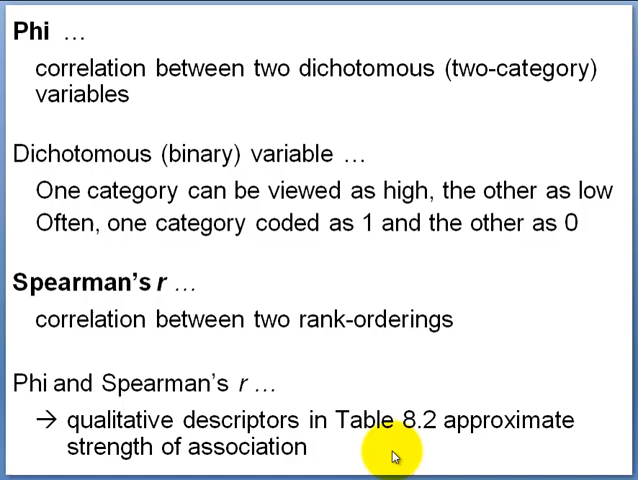 Phi …
correlation between two dichotomous (two-category)
variables
Dichotomous (binary) variable …
One category can be viewed as high, the other as low
Often, one category coded as 1 and the other as 0
Spearman’s r …
correlation between two rank-orderings
Phi and Spearman’s r …
→ qualitative descriptors in Table 8.2 approximate
strength of association